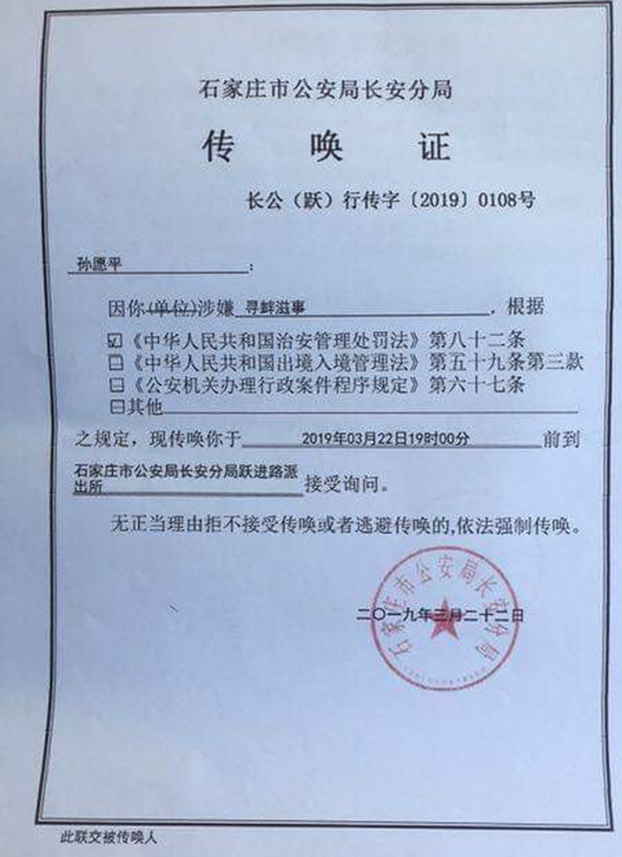 石家庄市公安局长安分局
传唤证
长公（跃）行传字〔2019〕0108号
孙愿平：
因你(单位)涉嫌 寻衅滋事，根据
☑《中华人民共和国治安管理处罚法》第八十二条
□《中华人民共和国出境入境管理法》第五十九条第三款
□《公安机关办理行政案件程序规定》第六十七条
□其他
之规定，现传唤你于 2019年03月22日19时00分 前到
石家庄市公安局长安分局跃进路派
出所 接受询问。
无正当理由拒不接受传唤或者逃避传唤的,依法强制传唤。
石家庄市公安局长安分局
二〇一九年三月二十二日
此联交被传唤人